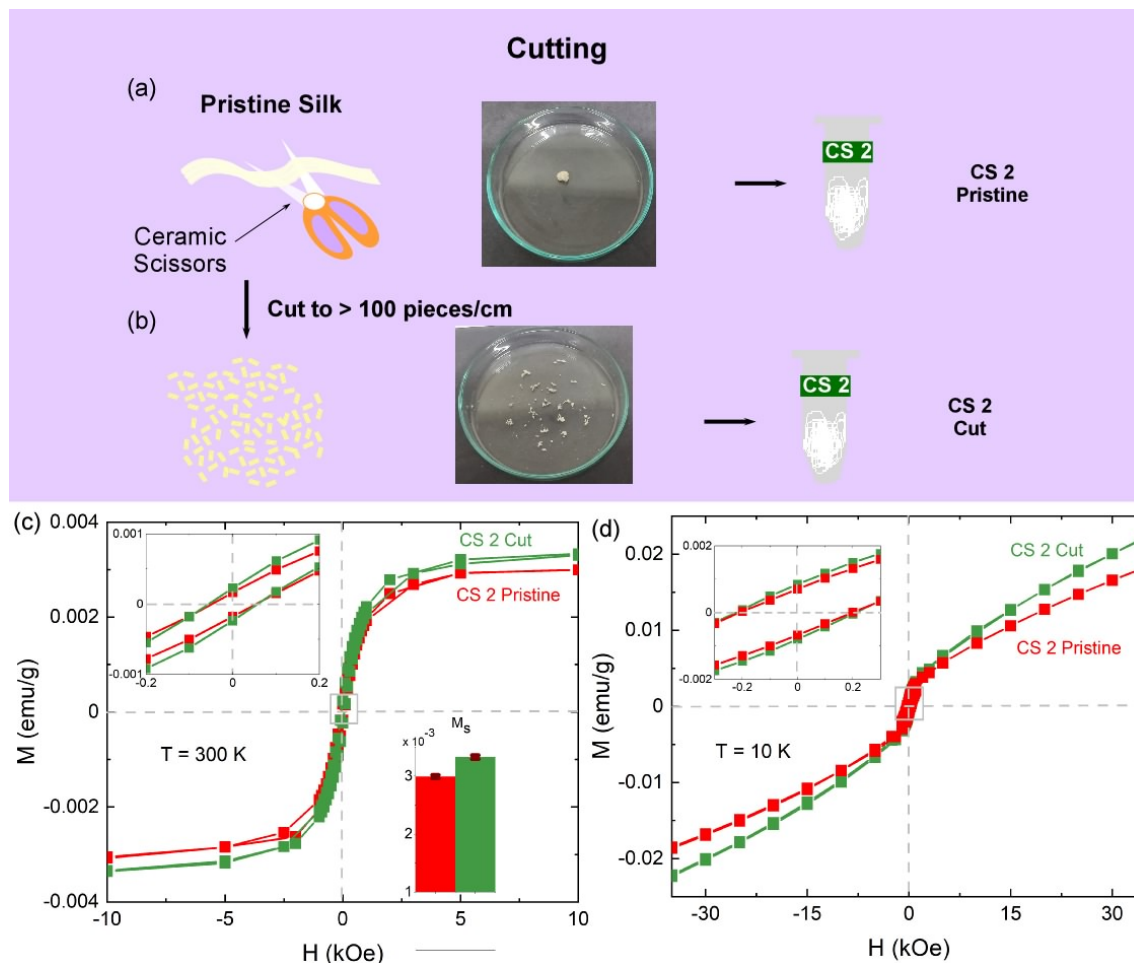 Cutting
(a)
Pristine Silk
CS 2
CS 2
Pristine
Ceramic
Scissors
Cut to > 100 pieces/cm
(b)
CS 2
CS 2
Cut
(c)
0.004
0.002
0
-0.002
-0.004
M (emu/g)
0.001
0
-0.001
-0.2
0
0.2
CS 2 Cut
CS 2 Pristine
T = 300 K
Ms
x 10-3
3
2
1
-10
-5
0
5
10
H (kOe)
(d)
0.02
0.01
0
-0.01
-0.02
M (emu/g)
0.002
0
-0.002
-0.2
0
0.2
CS 2 Cut
CS 2 Pristine
T = 10 K
-30
-15
0
15
30
H (kOe)